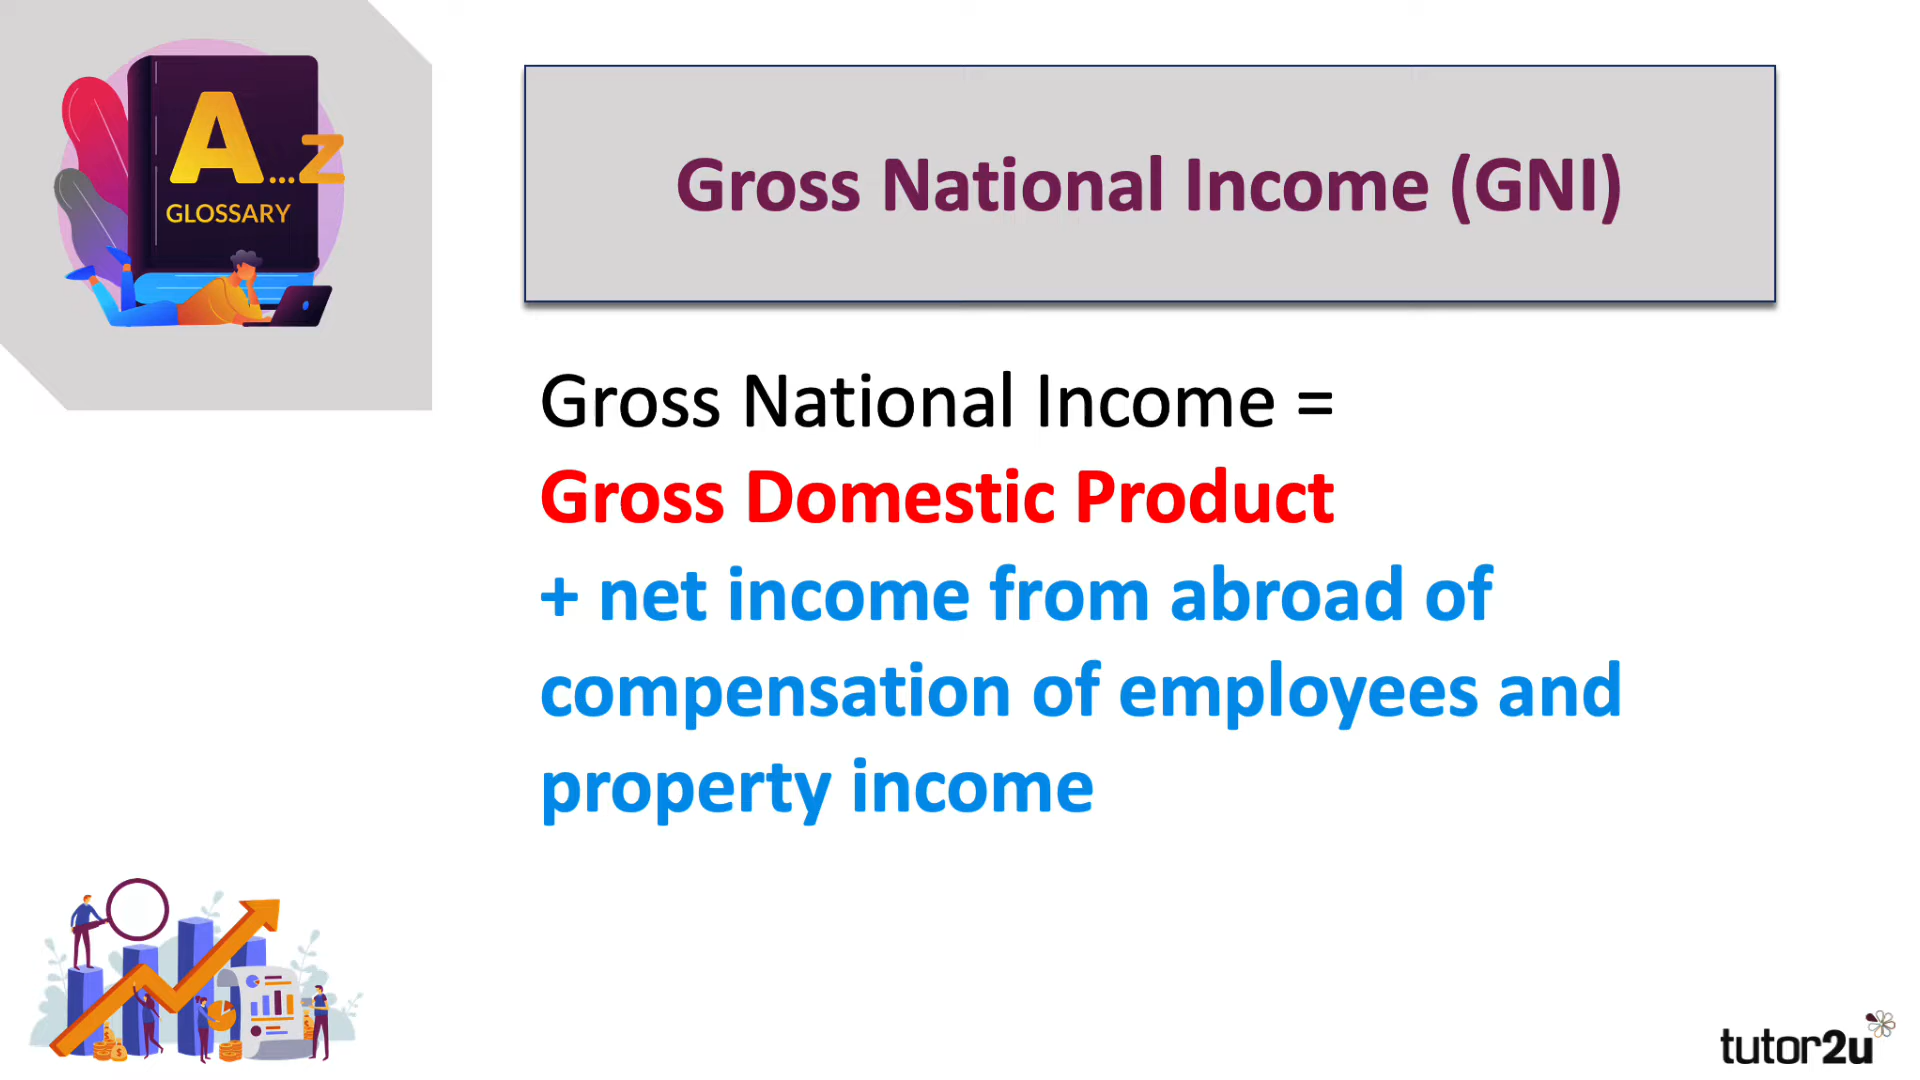 A...Z
GLOSSARY
Gross National Income (GNI)
Gross National Income =
Gross Domestic Product
+ net income from abroad of
compensation of employees and
property income
tutor2u